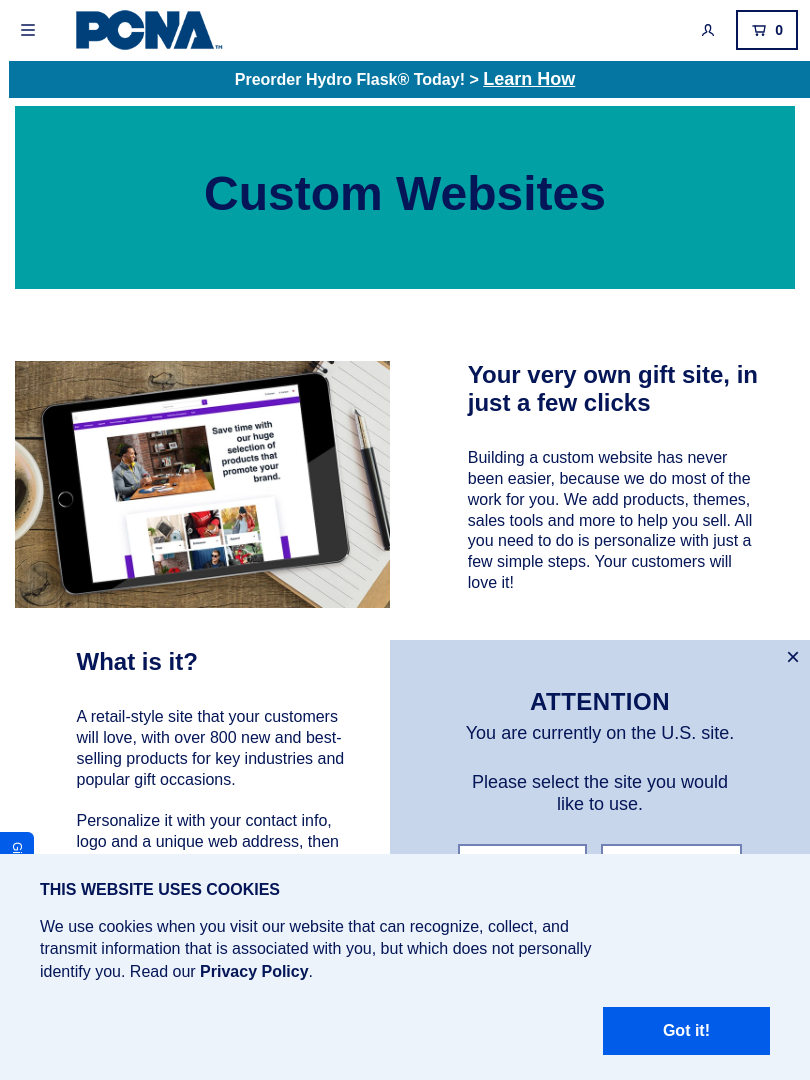 PCNA™
0
Preorder Hydro Flask® Today! > Learn How
Custom Websites
Save time with
our huge
selection of
products that
promote your
brand.
Your very own gift site, in
just a few clicks
Building a custom website has never
been easier, because we do most of the
work for you. We add products, themes,
sales tools and more to help you sell. All
you need to do is personalize with just a
few simple steps. Your customers will
love it!
What is it?
A retail-style site that your customers
will love, with over 800 new and best-
selling products for key industries and
popular gift occasions.
Personalize it with your contact info,
logo and a unique web address, then
ATTENTION
You are currently on the U.S. site.
Please select the site you would
like to use.
THIS WEBSITE USES COOKIES
We use cookies when you visit our website that can recognize, collect, and
transmit information that is associated with you, but which does not personally
identify you. Read our Privacy Policy.
Got it!